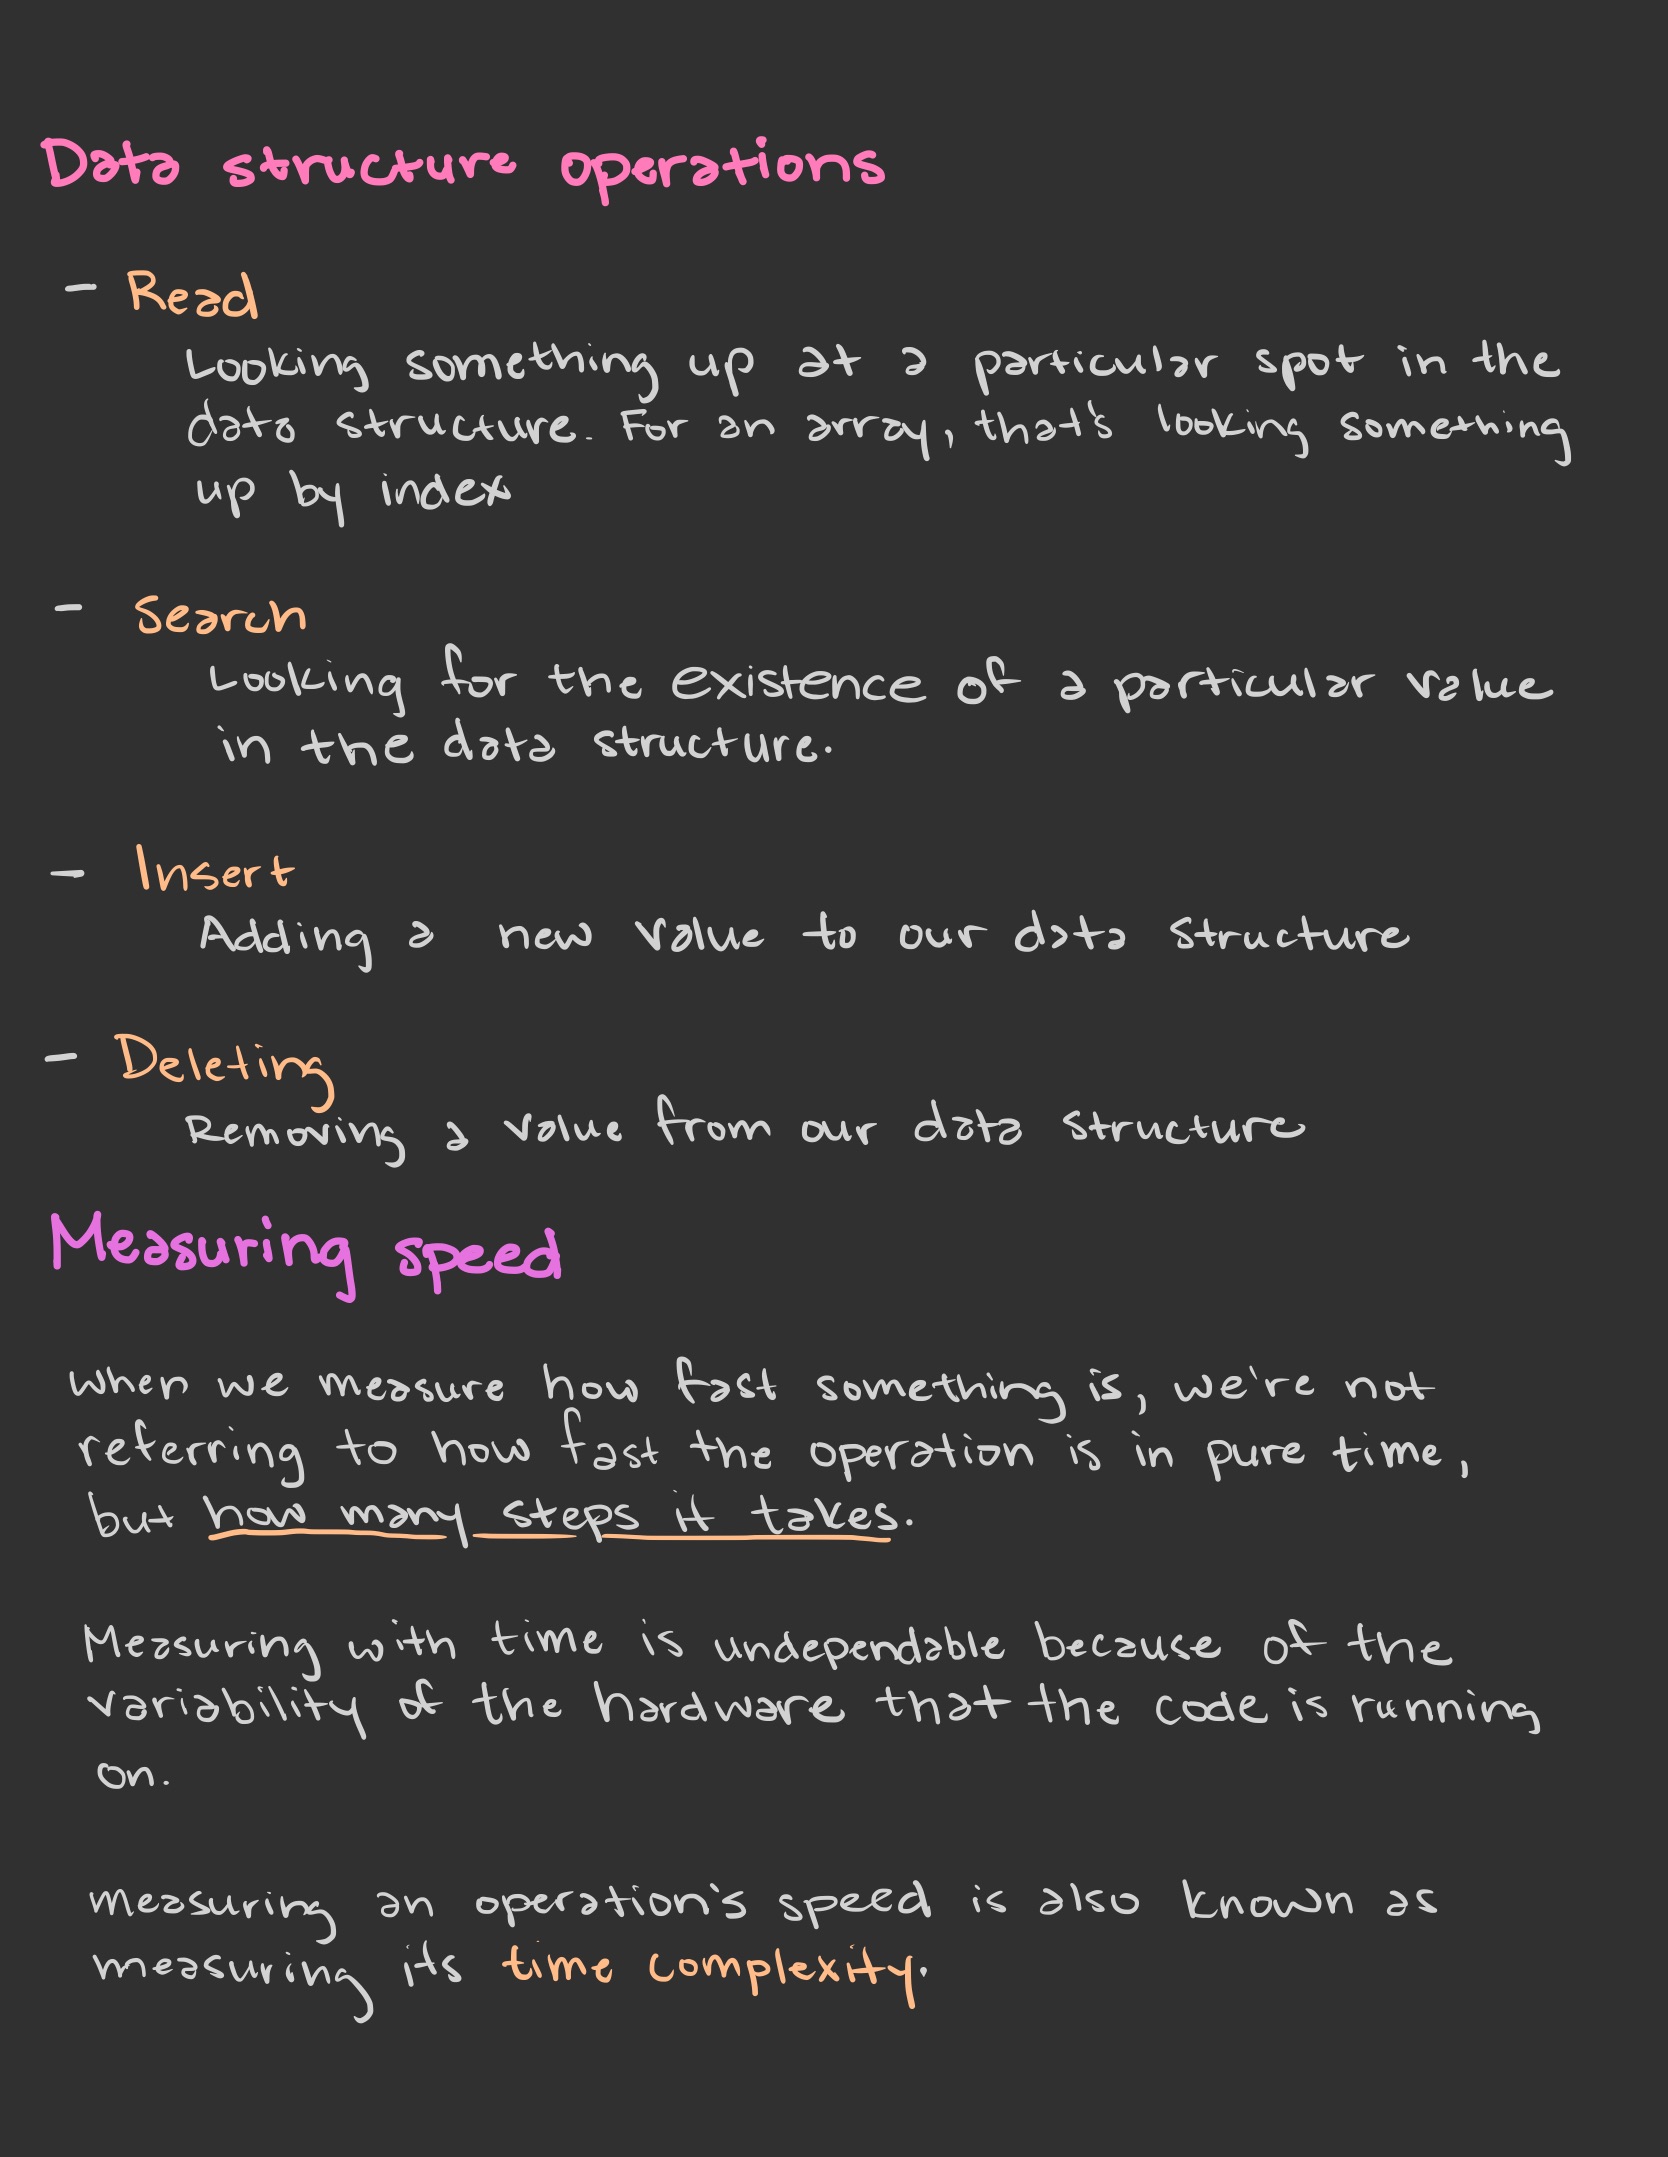 Data structure operations
- Read
Looking something up at a particular spot in the
data structure. For an array, that's looking something
up by index
- Search
Looking for the existence of a particular value
in the data structure.
- Insert
Adding a new value to our data structure
- Deleting
Removing a value from our data structure
Measuring speed
When we measure how fast something is, we're not
referring to how fast the operation is in pure time,
but how many steps it takes.
Measuring with time is undependable because of the
variability of the hardware that the code is running
on.
measuring an operation's speed is also known as
measuring its time complexity.